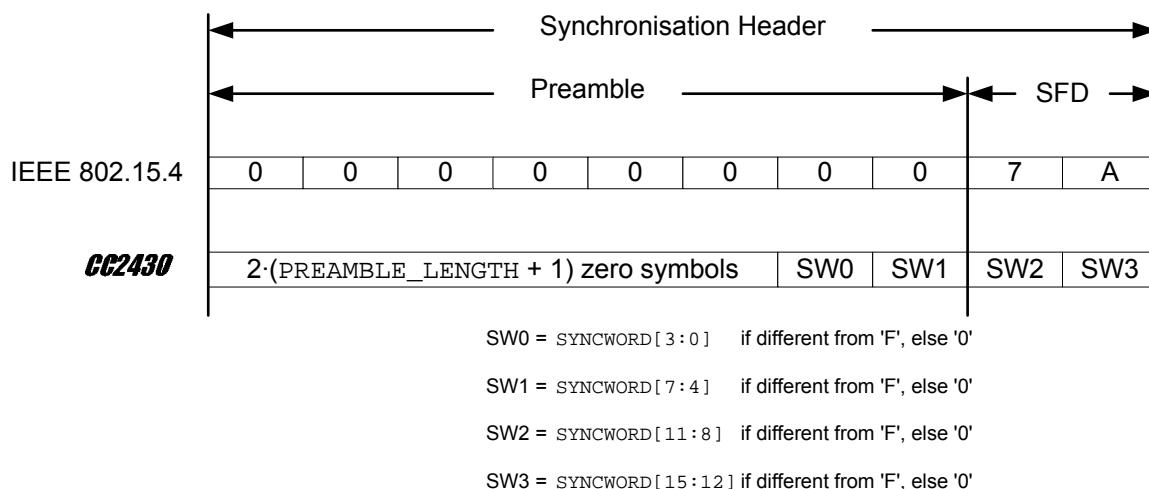 Synchronisation Header
Preamble SFD
IEEE 802.15.4 0 0 0 0 0 0 0 0 7 A
CC2430 2·(PREAMBLE_LENGTH + 1) zero symbols SW0 SW1 SW2 SW3
SW0 = SYNCWORD[3:0] if different from 'F', else '0'
SW1 = SYNCWORD[7:4] if different from 'F', else '0'
SW2 = SYNCWORD[11:8] if different from 'F', else '0'
SW3 = SYNCWORD[15:12] if different from 'F', else '0'